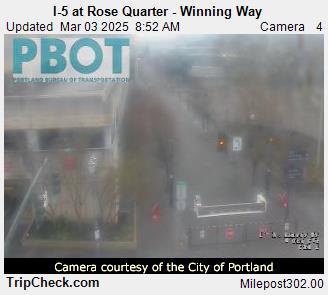 I-5 at Rose Quarter - Winning Way
Updated Mar 03 2025 8:52 AM Camera 4
PBOT
PORTLAND BUREAU OF TRANSPORTATION
Camera courtesy of the City of Portland
TripCheck.com Milepost302.00